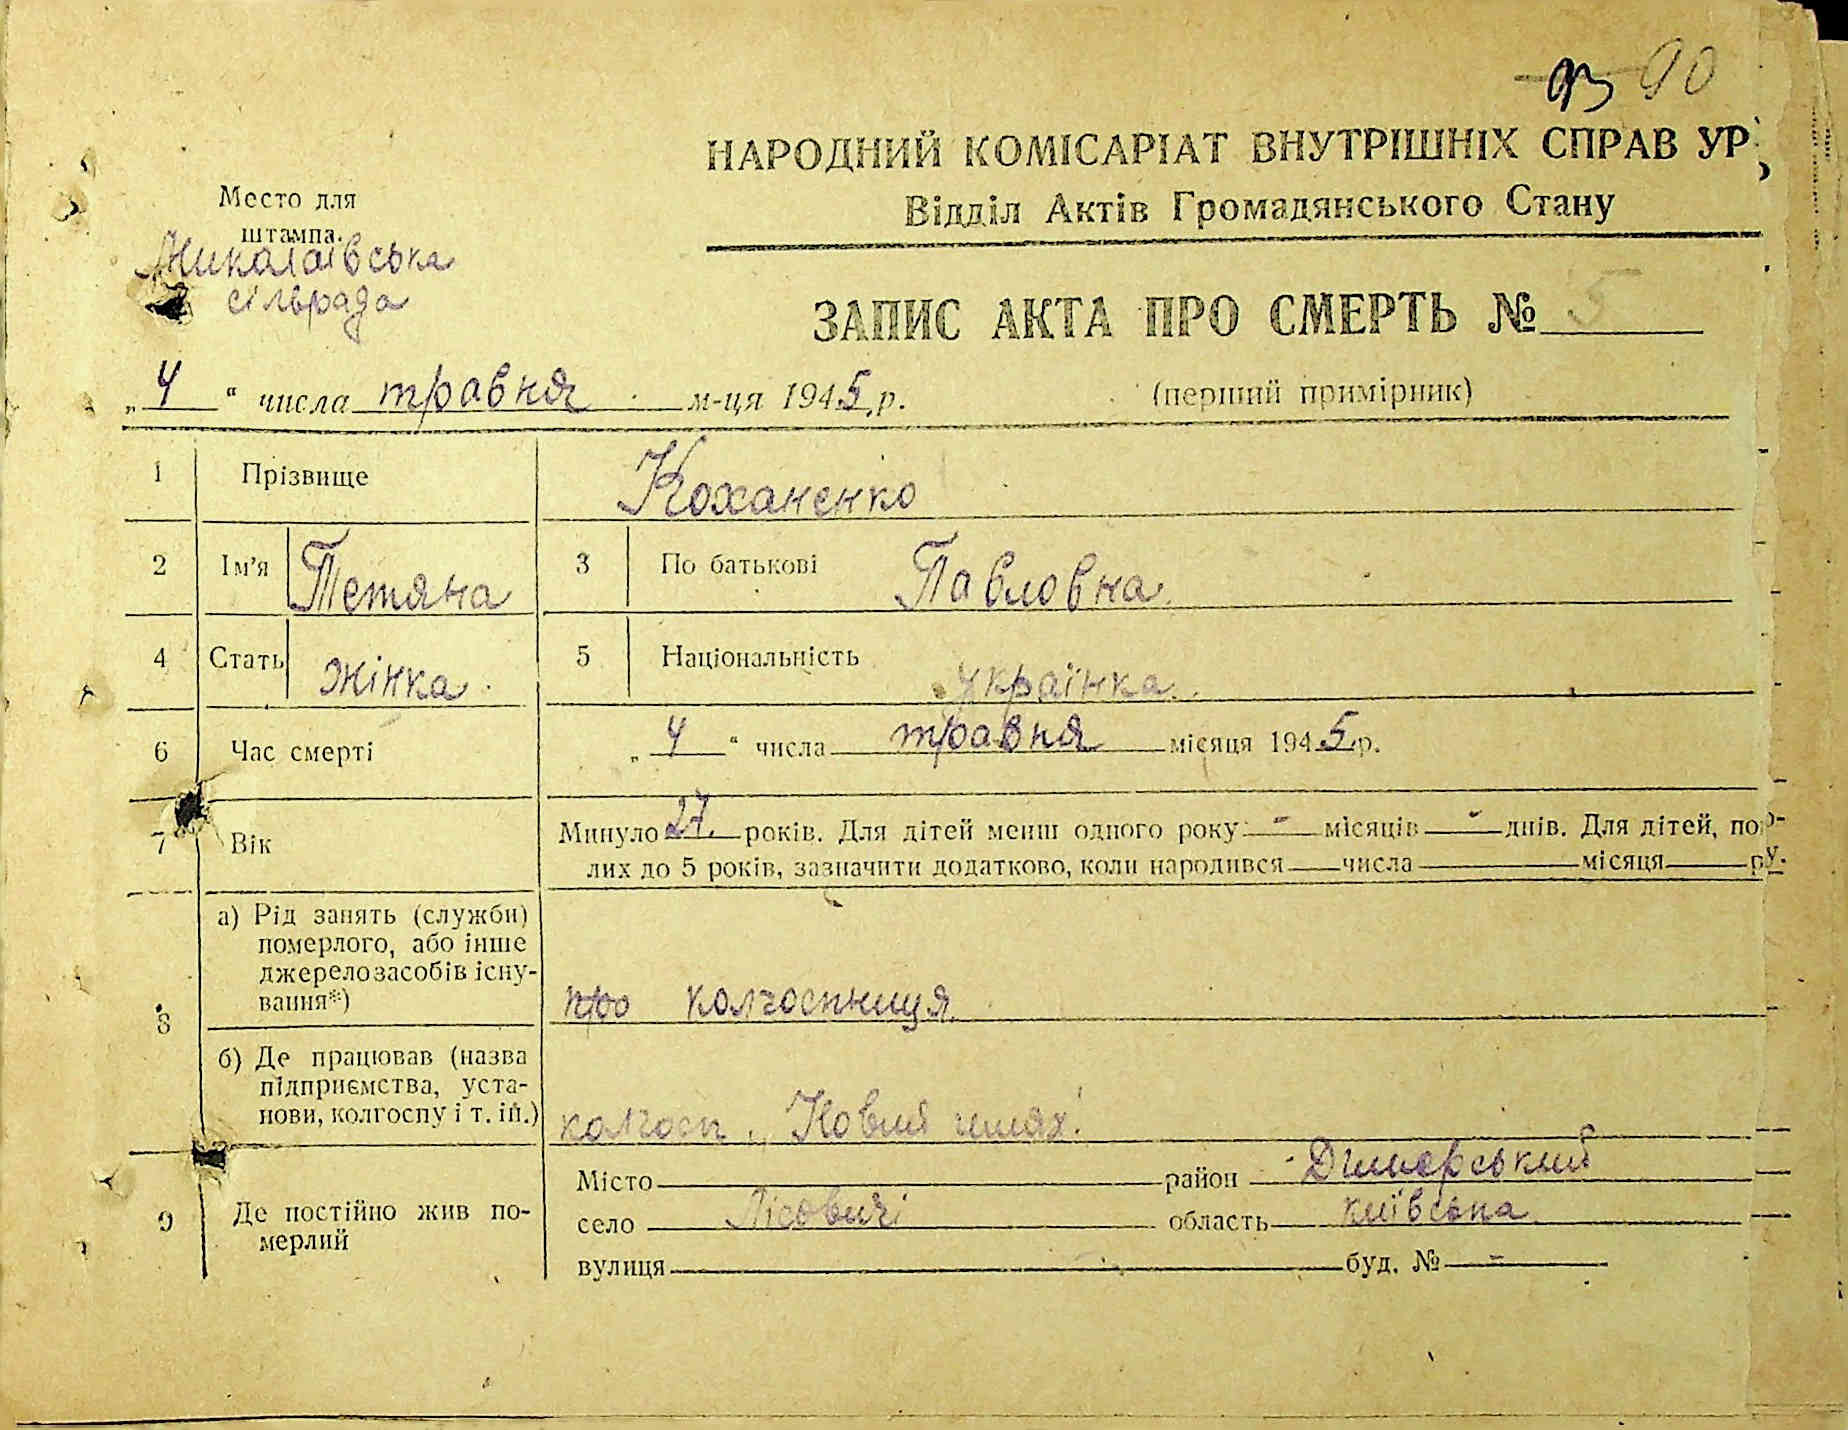 93 90
НАРОДНИЙ КОМІСАРІАТ ВНУТРІШНІХ СПРАВ УР
Відділ Актів Громадянського Стану
Место для
штампа.
Миколаївська
сільрада
ЗАПИС АКТА ПРО СМЕРТЬ № 5
„ 4 “ числа травня м-ця 1945 р.
(перший примірник)
1 Прізвище Коханенко
2 Ім’я Тетяна 3 По батькові Павловна
4 Стать жінка 5 Національність українка
6 Час смерті „ 4 “ числа травня місяця 1945 р.
7 Вік Минуло 27 років. Для дітей менш одного року - місяців - днів. Для дітей, по
лих до 5 років, зазначити додатково, коли народився числа місяця р.
8 а) Рід занять (служби)
померлого, або інше
джерело засобів існу-
вання*) колгоспниця
б) Де працював (назва
підприємства, уста-
нови, колгоспу і т. ін.) колгосп „Новий шлях"
9 Де постійно жив по-
мерлий
Місто район Димерський
село Лісовичі область київська
вулиця буд. № -